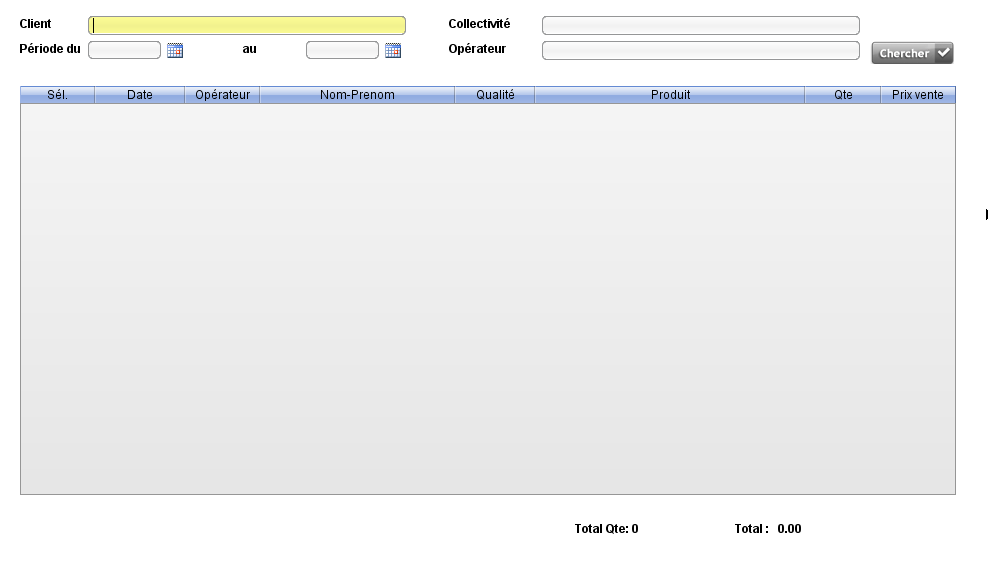 Client Collectivité
Période du au Opérateur Chercher
Sél. Date Opérateur Nom-Prenom Qualité Produit Qte Prix vente
Total Qte: 0 Total : 0.00